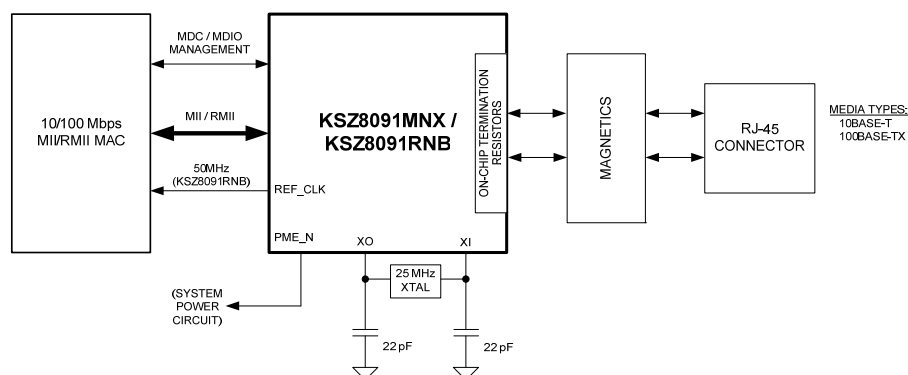 MDC / MDIO
MANAGEMENT
10/100 Mbps
MII/RMII MAC
MII / RMII
50MHz
(KSZ8091RNB)
REF_CLK
KSZ8091MNX /
KSZ8091RNB
ON-CHIP TERMINATION
RESISTORS
MAGNETICS
RJ-45
CONNECTOR
MEDIA TYPES:
10BASE-T
100BASE-TX
PME_N
XO
XI
25 MHz
XTAL
(SYSTEM
POWER
CIRCUIT)
22 pF
22 pF